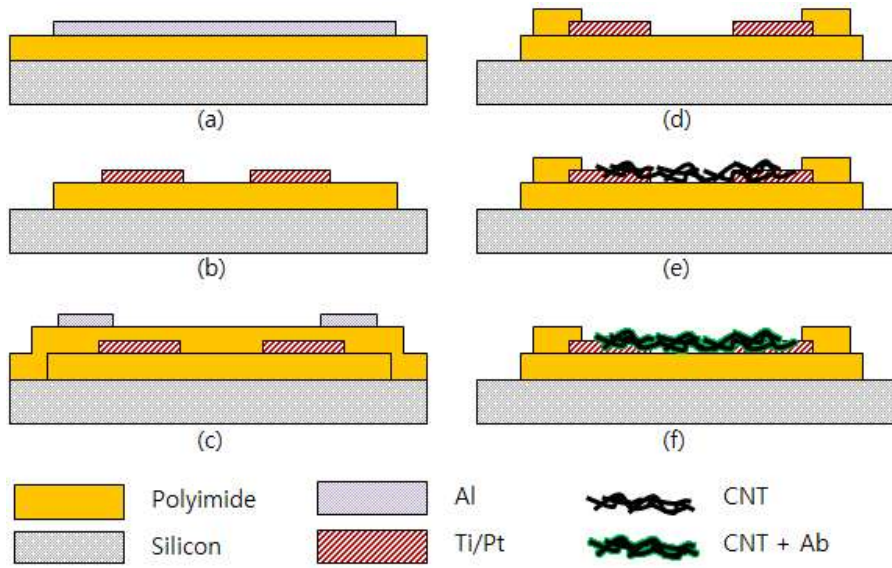 (a)
(d)
(b)
(e)
(c)
(f)
Polyimide
Al
CNT
Silicon
Ti/Pt
CNT + Ab